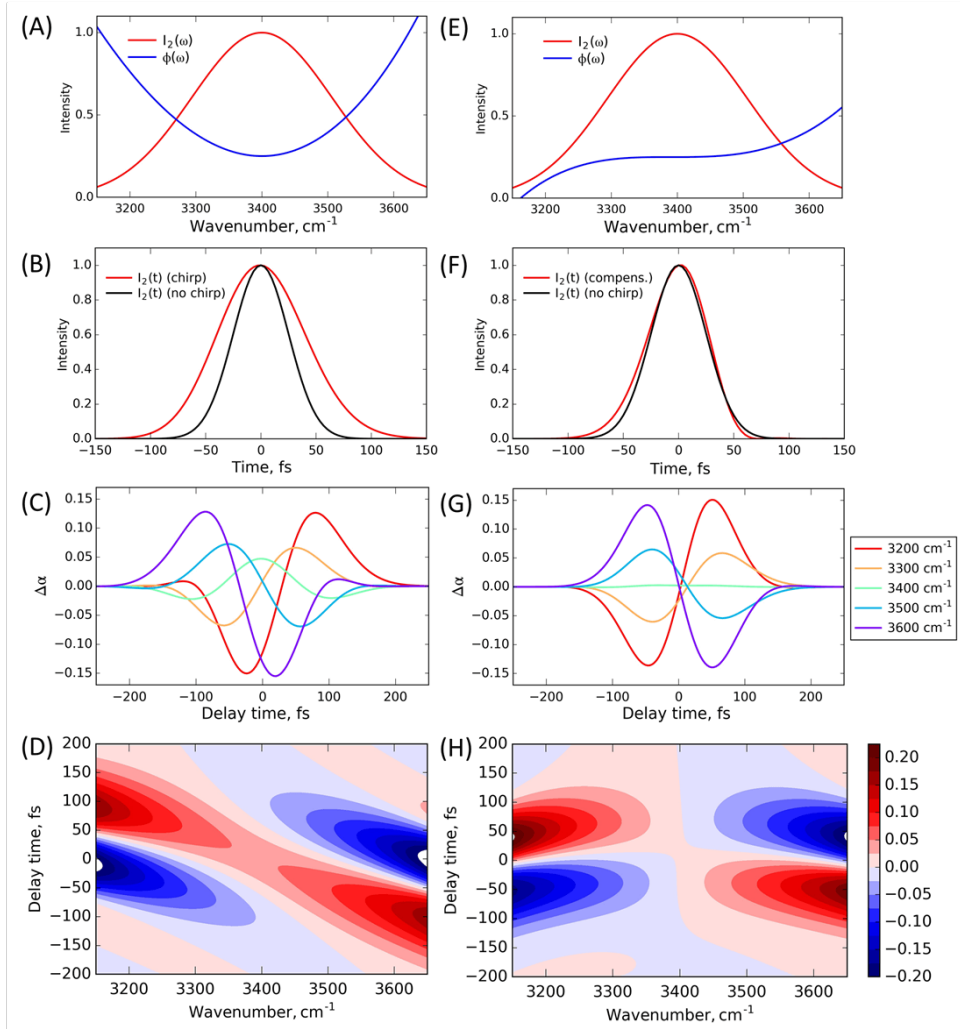 (A)
1.0
0.5
0.0
Intensity
I2(ω)
ϕ(ω)
3200 3300 3400 3500 3600
Wavenumber, cm-1
(E)
1.0
0.5
0.0
Intensity
I2(ω)
ϕ(ω)
3200 3300 3400 3500 3600
Wavenumber, cm-1
(B)
1.0
0.8
0.6
0.4
0.2
0.0
Intensity
I2(t) (chirp)
I2(t) (no chirp)
−150 −100 −50 0 50 100 150
Time, fs
(F)
1.0
0.8
0.6
0.4
0.2
0.0
Intensity
I2(t) (compens.)
I2(t) (no chirp)
−150 −100 −50 0 50 100 150
Time, fs
(C)
0.15
0.10
0.05
0.00
−0.05
−0.10
−0.15
Δα
−200 −100 0 100 200
Delay time, fs
(G)
0.15
0.10
0.05
0.00
−0.05
−0.10
−0.15
Δα
−200 −100 0 100 200
Delay time, fs
3200 cm-1
3300 cm-1
3400 cm-1
3500 cm-1
3600 cm-1
(D)
200
150
100
50
0
−50
−100
−150
−200
Delay time, fs
3200 3300 3400 3500 3600
Wavenumber, cm-1
(H)
200
150
100
50
0
−50
−100
−150
−200
Delay time, fs
3200 3300 3400 3500 3600
Wavenumber, cm-1
0.20
0.15
0.10
0.05
0.00
−0.05
−0.10
−0.15
−0.20